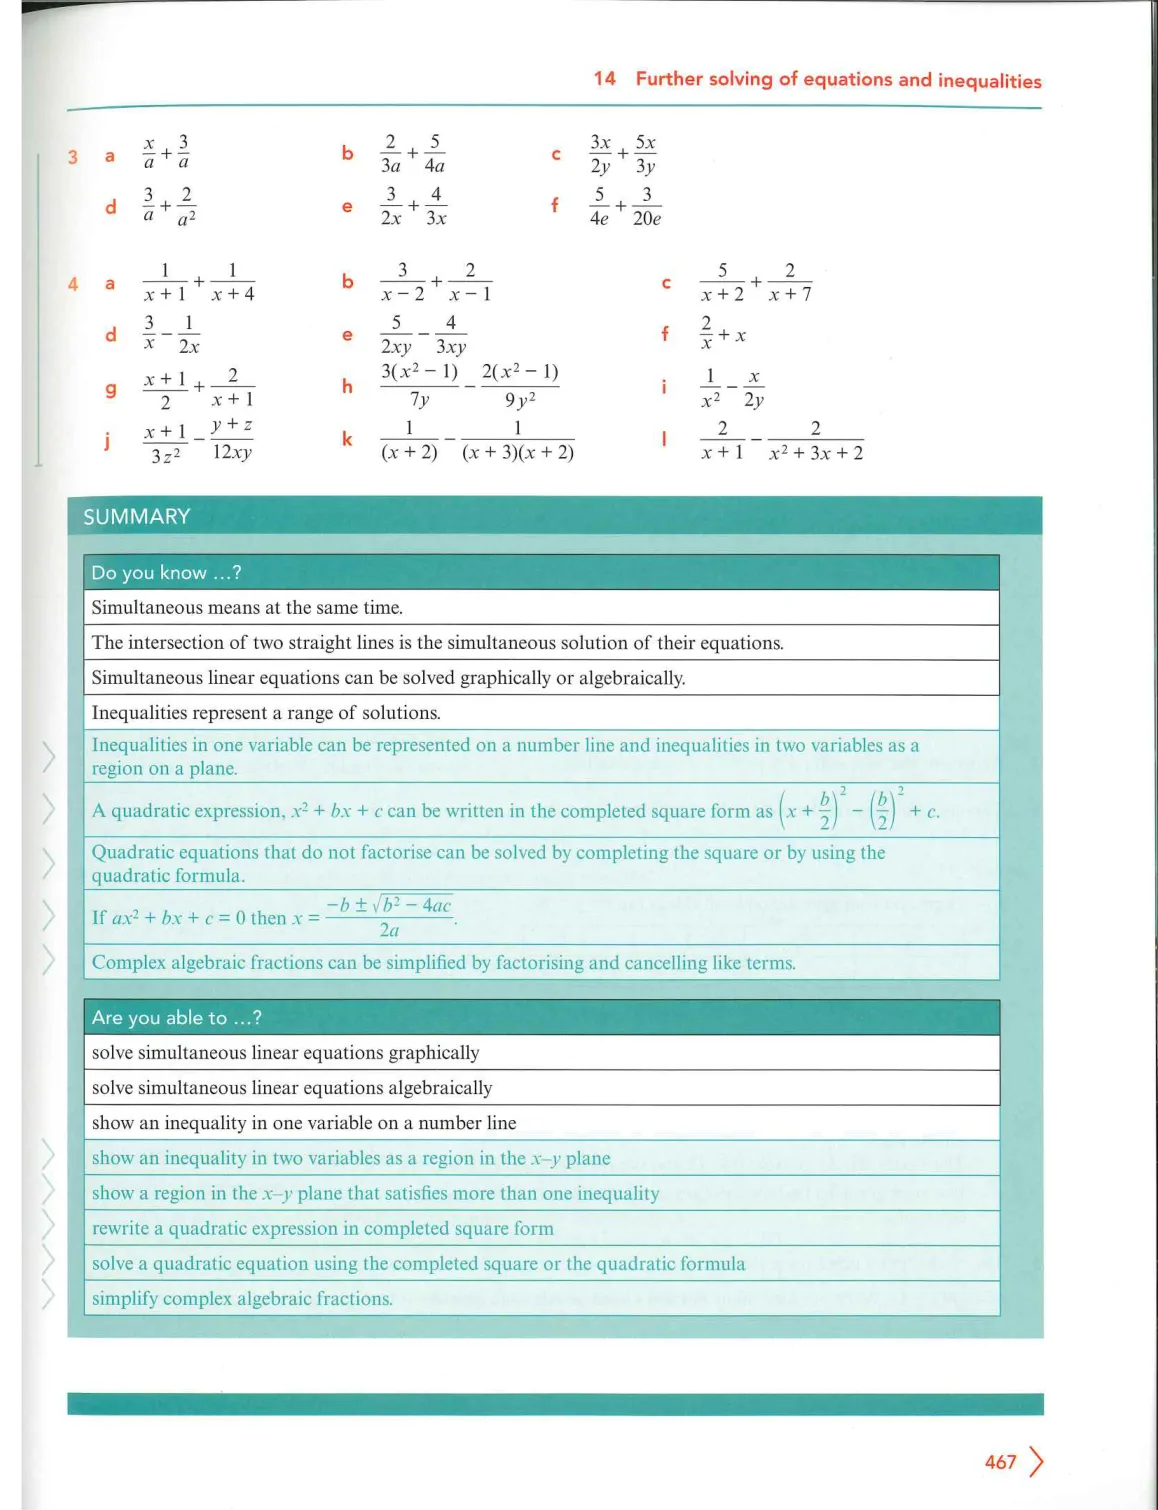 14 Further solving of equations and inequalities
3 a x/a + 3/a b 2/3a + 5/4a c 3x/2y + 5x/3y
d 3/a + 2/a² e 3/2x + 4/3x f 5/4e + 3/20e
4 a 1/(x + 1) + 1/(x + 4) b 3/(x − 2) + 2/(x − 1) c 5/(x + 2) + 2/(x + 7)
d 3/x − 1/2x e 5/2xy − 4/3xy f 2/x + x
g (x + 1)/2 + 2/(x + 1) h 3(x² − 1)/7y − 2(x² − 1)/9y² i 1/x² − x/2y
j (x + 1)/3z² − (y + z)/12xy k 1/(x + 2) − 1/(x + 3)(x + 2) l 2/(x + 1) − 2/(x² + 3x + 2)
SUMMARY
Do you know ...?
Simultaneous means at the same time.
The intersection of two straight lines is the simultaneous solution of their equations.
Simultaneous linear equations can be solved graphically or algebraically.
Inequalities represent a range of solutions.
Inequalities in one variable can be represented on a number line and inequalities in two variables as a
region on a plane.
A quadratic expression, x² + bx + c can be written in the completed square form as (x + b/2)² − (b/2)² + c.
Quadratic equations that do not factorise can be solved by completing the square or by using the
quadratic formula.
If ax² + bx + c = 0 then x = (−b ± √(b² − 4ac))/2a.
Complex algebraic fractions can be simplified by factorising and cancelling like terms.
Are you able to ...?
solve simultaneous linear equations graphically
solve simultaneous linear equations algebraically
show an inequality in one variable on a number line
show an inequality in two variables as a region in the x–y plane
show a region in the x–y plane that satisfies more than one inequality
rewrite a quadratic expression in completed square form
solve a quadratic equation using the completed square or the quadratic formula
simplify complex algebraic fractions.
467